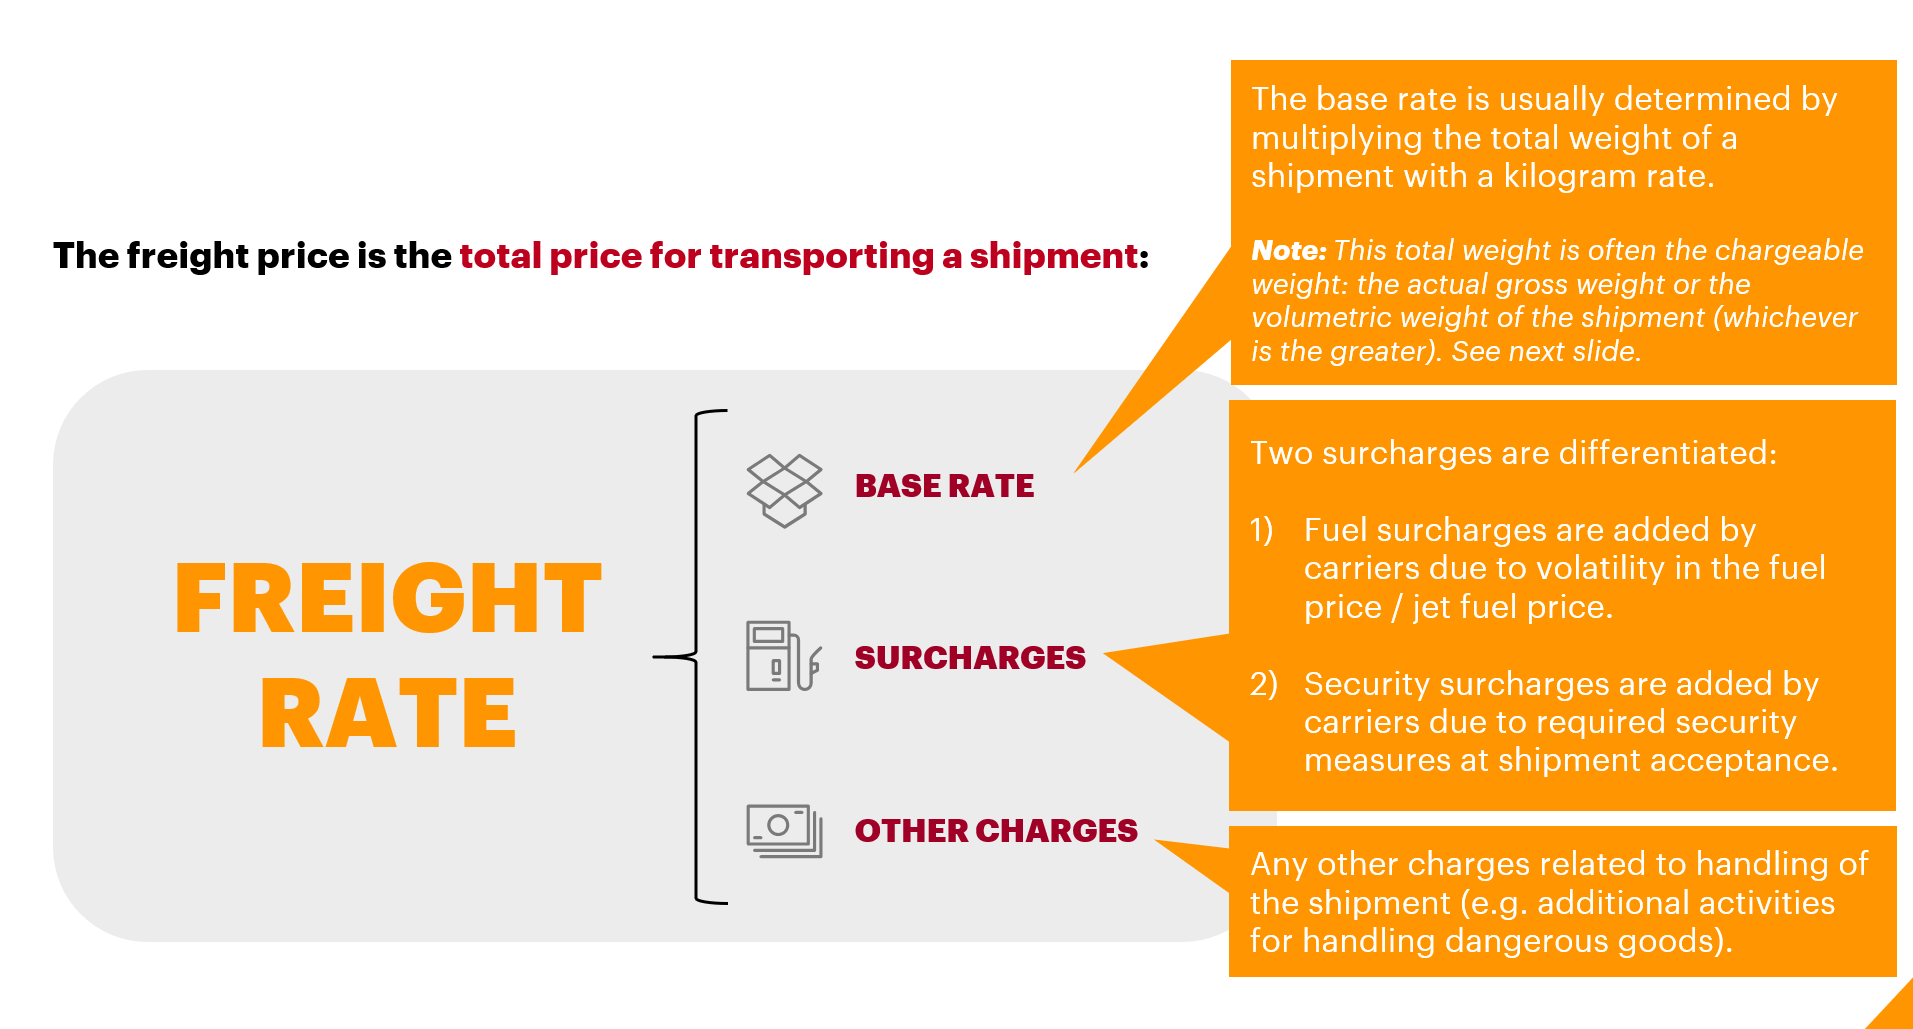 The freight price is the total price for transporting a shipment:
FREIGHT
RATE
BASE RATE
SURCHARGES
OTHER CHARGES
The base rate is usually determined by
multiplying the total weight of a
shipment with a kilogram rate.
Note: This total weight is often the chargeable
weight: the actual gross weight or the
volumetric weight of the shipment (whichever
is the greater). See next slide.
Two surcharges are differentiated:
1) Fuel surcharges are added by
carriers due to volatility in the fuel
price / jet fuel price.
2) Security surcharges are added by
carriers due to required security
measures at shipment acceptance.
Any other charges related to handling of
the shipment (e.g. additional activities
for handling dangerous goods).